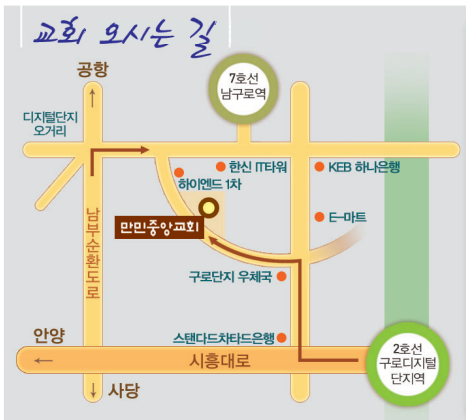 교회 오시는 길
공항
7호선
남구로역
디지털단지
오거리
한신 IT타워
KEB 하나은행
하이엔드 1차
남부순환도로
만민중앙교회
E-마트
구로단지 우체국
스탠다드차타드은행
안양
시흥대로
2호선
구로디지털
단지역
사당